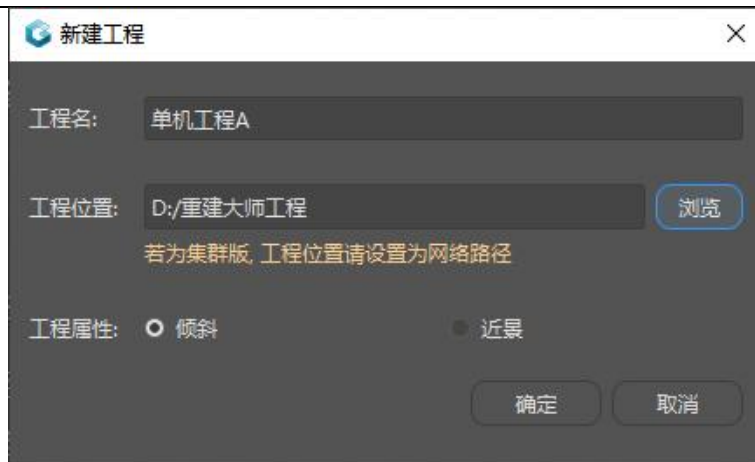 新建工程
工程名: 单机工程A
工程位置: D:/重建大师工程 浏览
若为集群版, 工程位置请设置为网络路径
工程属性: 倾斜 近景
确定 取消